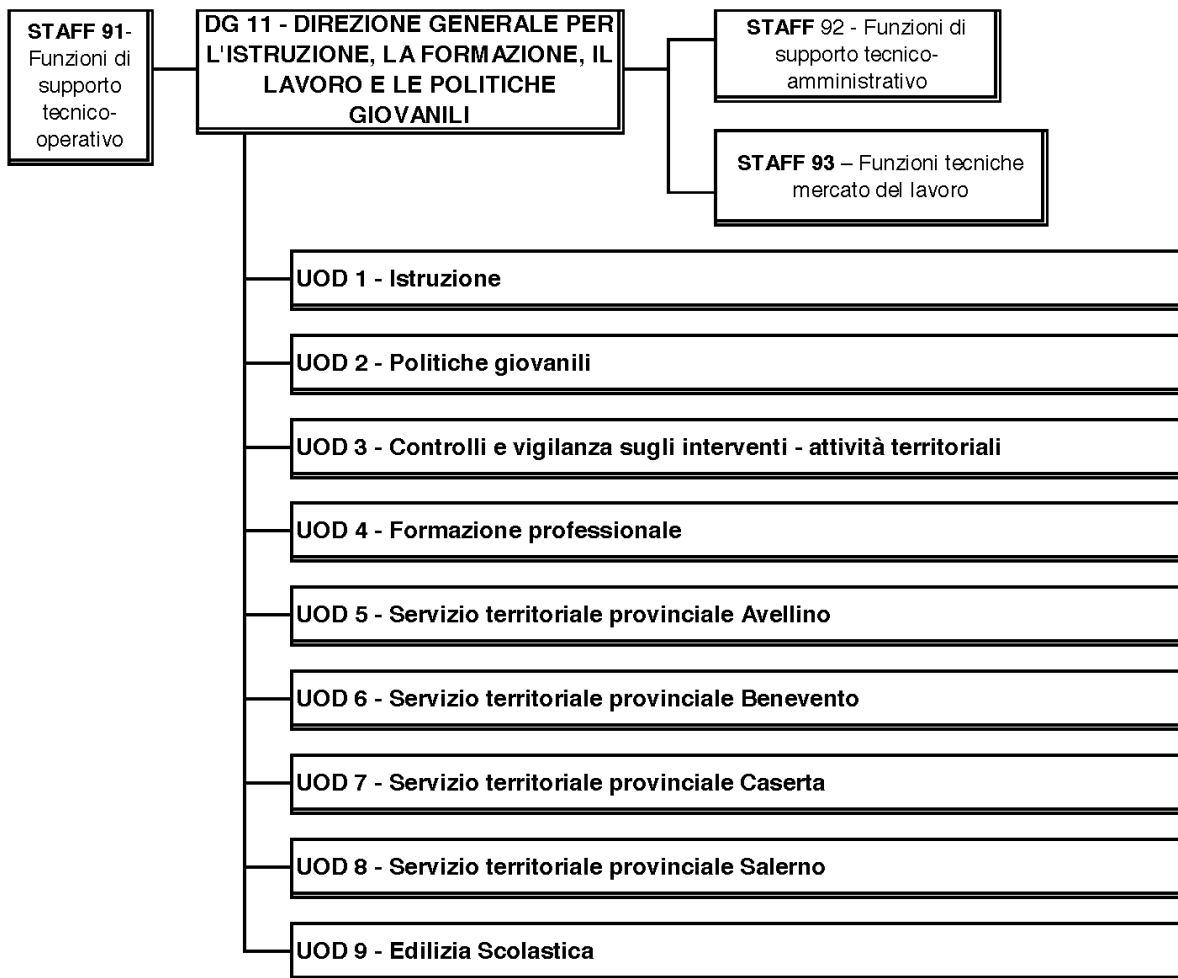 STAFF 91-
Funzioni di
supporto
tecnico-
operativo
DG 11 - DIREZIONE GENERALE PER
L'ISTRUZIONE, LA FORMAZIONE, IL
LAVORO E LE POLITICHE
GIOVANILI
STAFF 92 - Funzioni di
supporto tecnico-
amministrativo
STAFF 93 – Funzioni tecniche
mercato del lavoro
UOD 1 - Istruzione
UOD 2 - Politiche giovanili
UOD 3 - Controlli e vigilanza sugli interventi - attività territoriali
UOD 4 - Formazione professionale
UOD 5 - Servizio territoriale provinciale Avellino
UOD 6 - Servizio territoriale provinciale Benevento
UOD 7 - Servizio territoriale provinciale Caserta
UOD 8 - Servizio territoriale provinciale Salerno
UOD 9 - Edilizia Scolastica